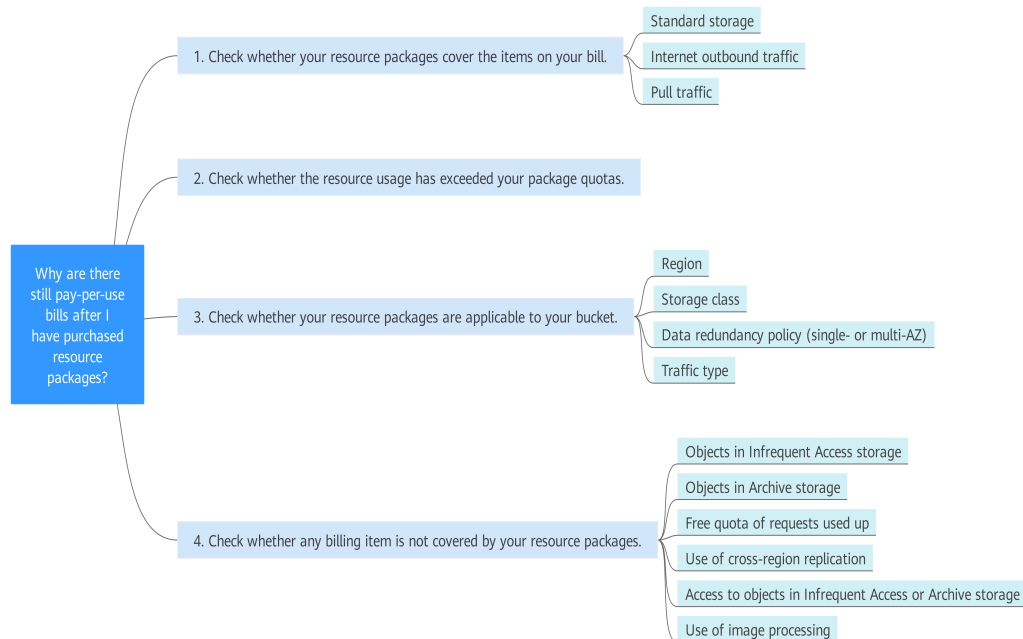 Why are there
still pay-per-use
bills after I
have purchased
resource
packages?
1. Check whether your resource packages cover the items on your bill.
Standard storage
Internet outbound traffic
Pull traffic
2. Check whether the resource usage has exceeded your package quotas.
3. Check whether your resource packages are applicable to your bucket.
Region
Storage class
Data redundancy policy (single- or multi-AZ)
Traffic type
4. Check whether any billing item is not covered by your resource packages.
Objects in Infrequent Access storage
Objects in Archive storage
Free quota of requests used up
Use of cross-region replication
Access to objects in Infrequent Access or Archive storage
Use of image processing